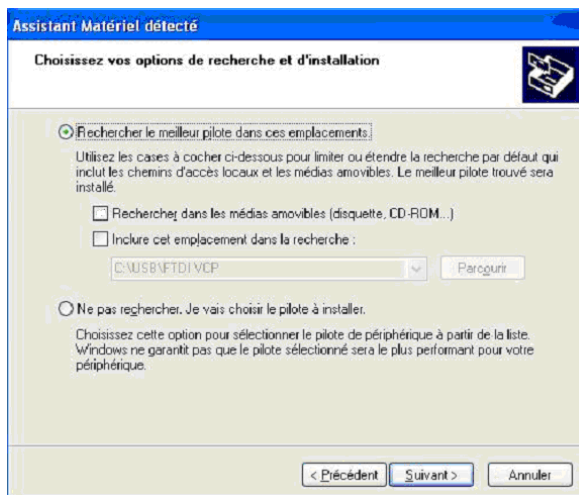 Assistant Matériel détecté
Choisissez vos options de recherche et d'installation
Rechercher le meilleur pilote dans ces emplacements.
Utilisez les cases à cocher ci-dessous pour limiter ou étendre la recherche par défaut qui
inclut les chemins d'accès locaux et les médias amovibles. Le meilleur pilote trouvé sera
installé.
Rechercher dans les médias amovibles (disquette, CD-ROM...)
Inclure cet emplacement dans la recherche :
C:\USB\FTDI VCP
Parcourir
Ne pas rechercher. Je vais choisir le pilote à installer.
Choisissez cette option pour sélectionner le pilote de périphérique à partir de la liste.
Windows ne garantit pas que le pilote sélectionné sera le plus performant pour votre
périphérique.
< Précédent Suivant > Annuler